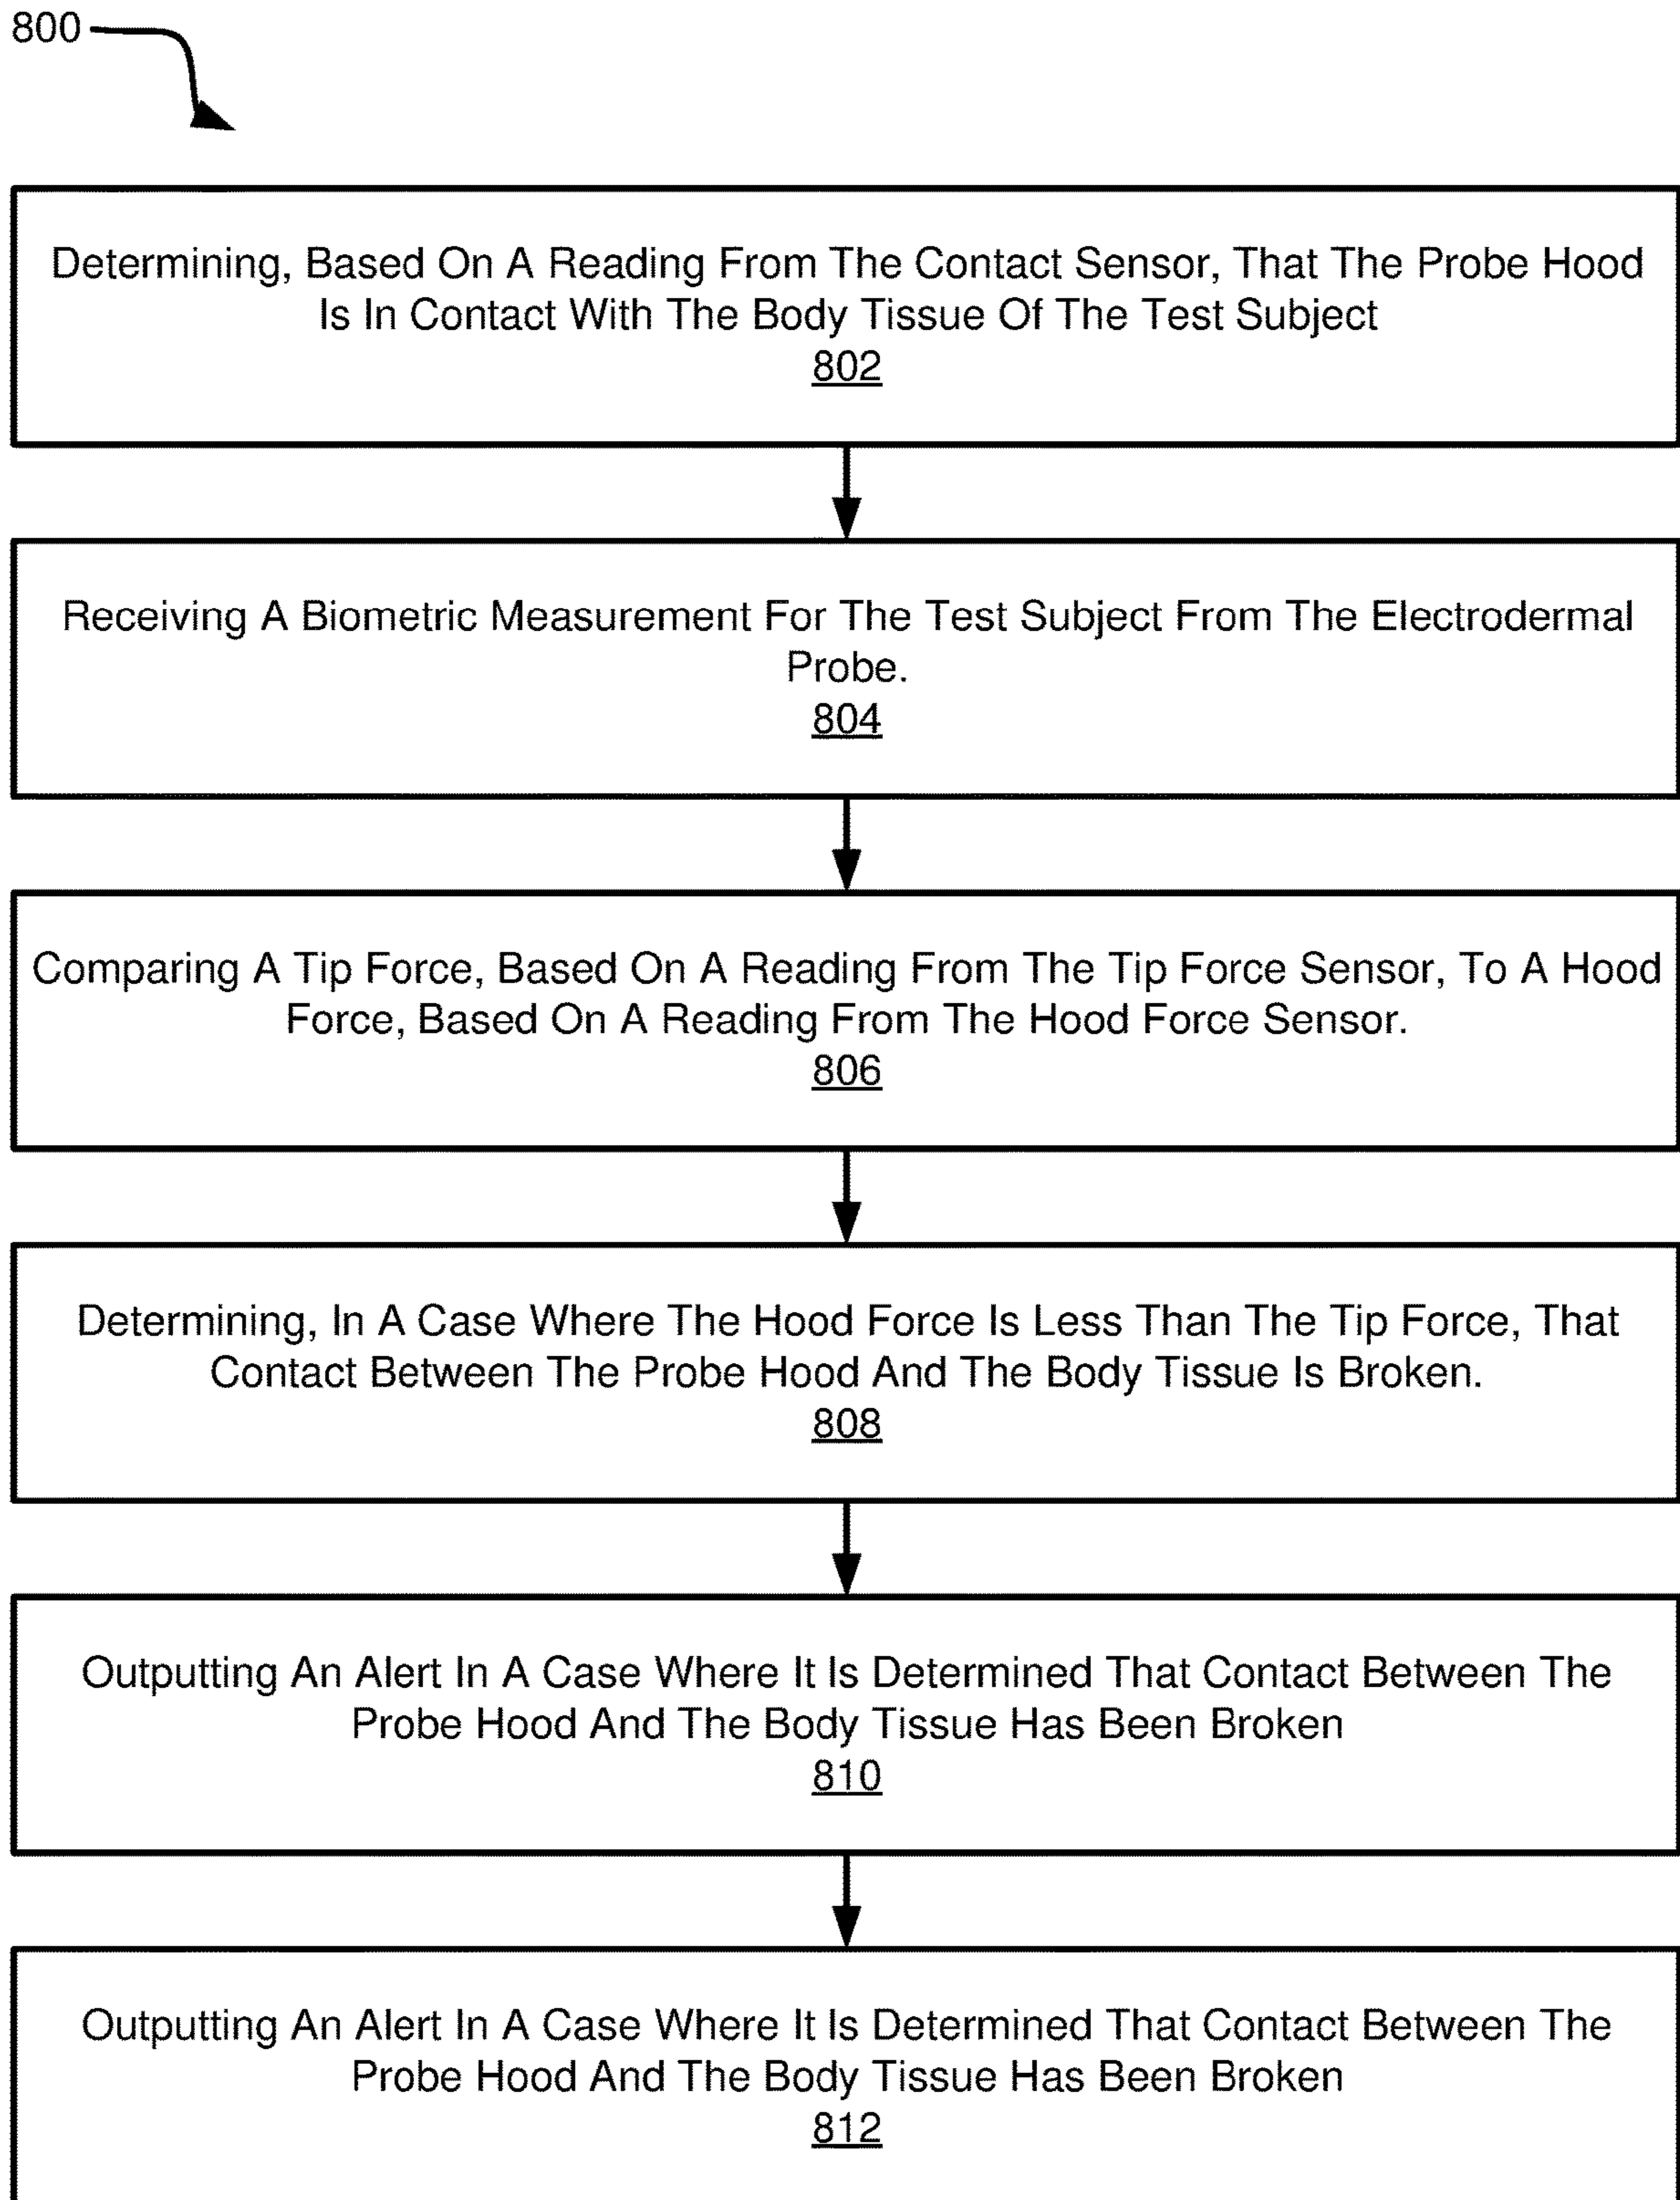 800
Determining, Based On A Reading From The Contact Sensor, That The Probe Hood
Is In Contact With The Body Tissue Of The Test Subject
802
Receiving A Biometric Measurement For The Test Subject From The Electrodermal
Probe.
804
Comparing A Tip Force, Based On A Reading From The Tip Force Sensor, To A Hood
Force, Based On A Reading From The Hood Force Sensor.
806
Determining, In A Case Where The Hood Force Is Less Than The Tip Force, That
Contact Between The Probe Hood And The Body Tissue Is Broken.
808
Outputting An Alert In A Case Where It Is Determined That Contact Between The
Probe Hood And The Body Tissue Has Been Broken
810
Outputting An Alert In A Case Where It Is Determined That Contact Between The
Probe Hood And The Body Tissue Has Been Broken
812